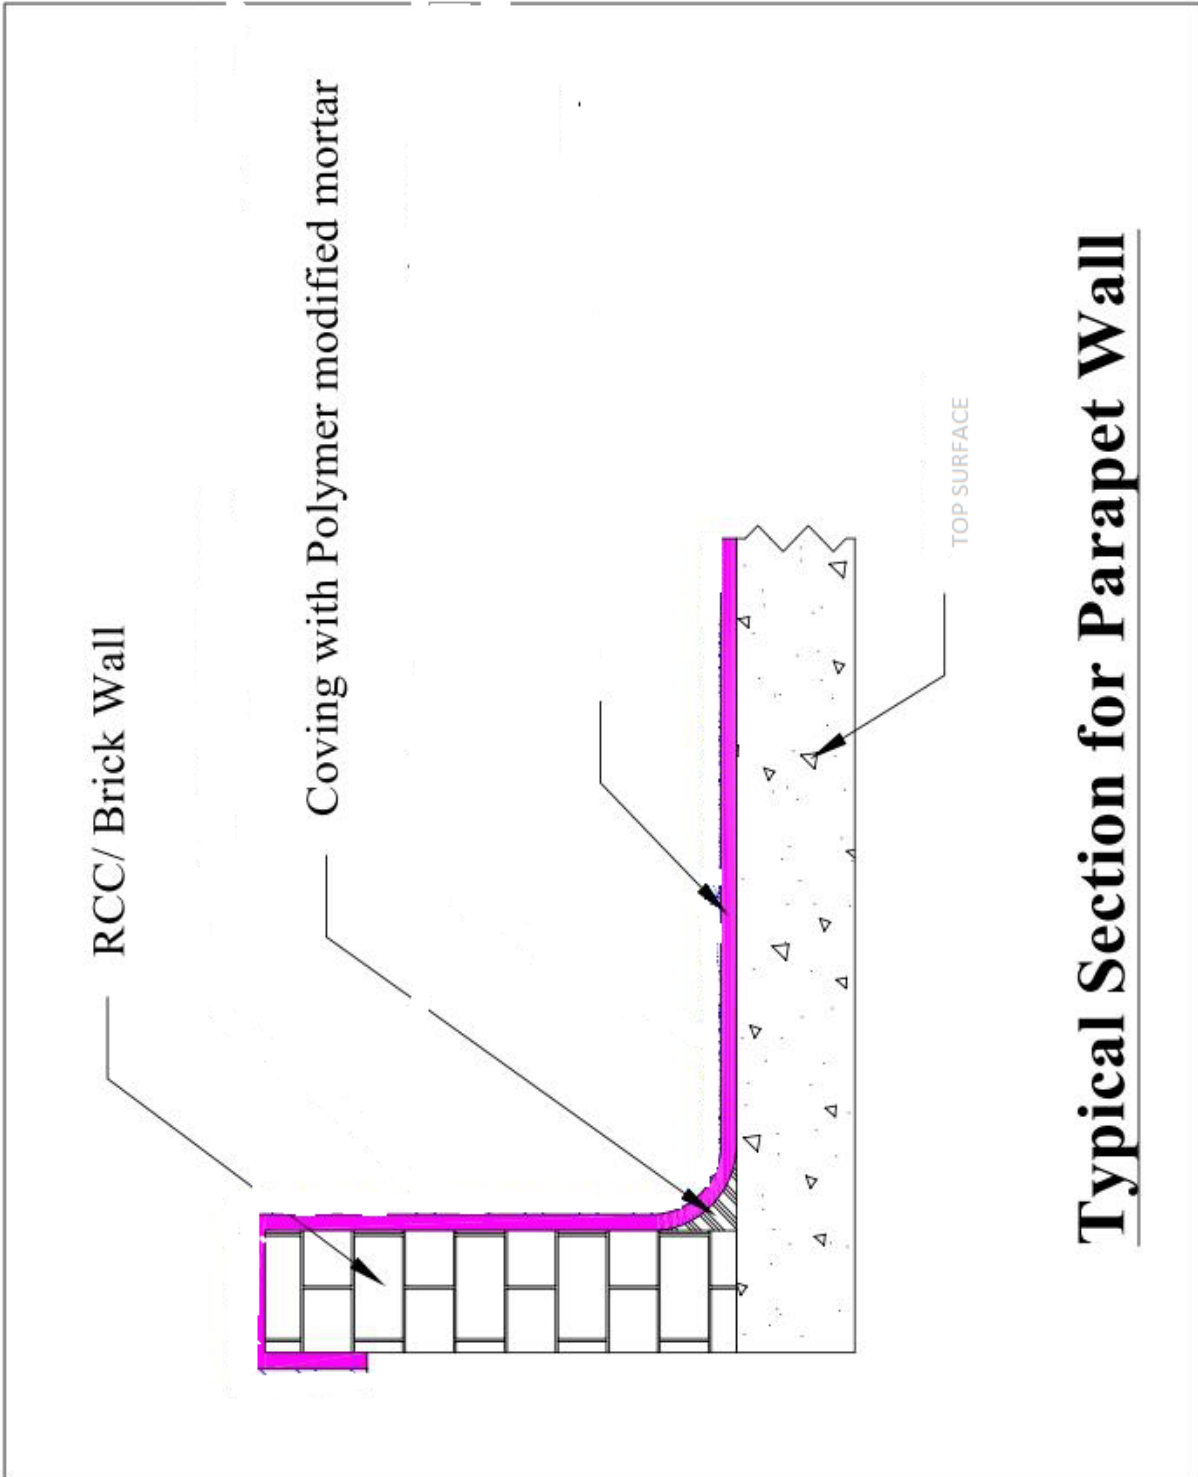 RCC/ Brick Wall
Coving with Polymer modified mortar
TOP SURFACE
Typical Section for Parapet Wall